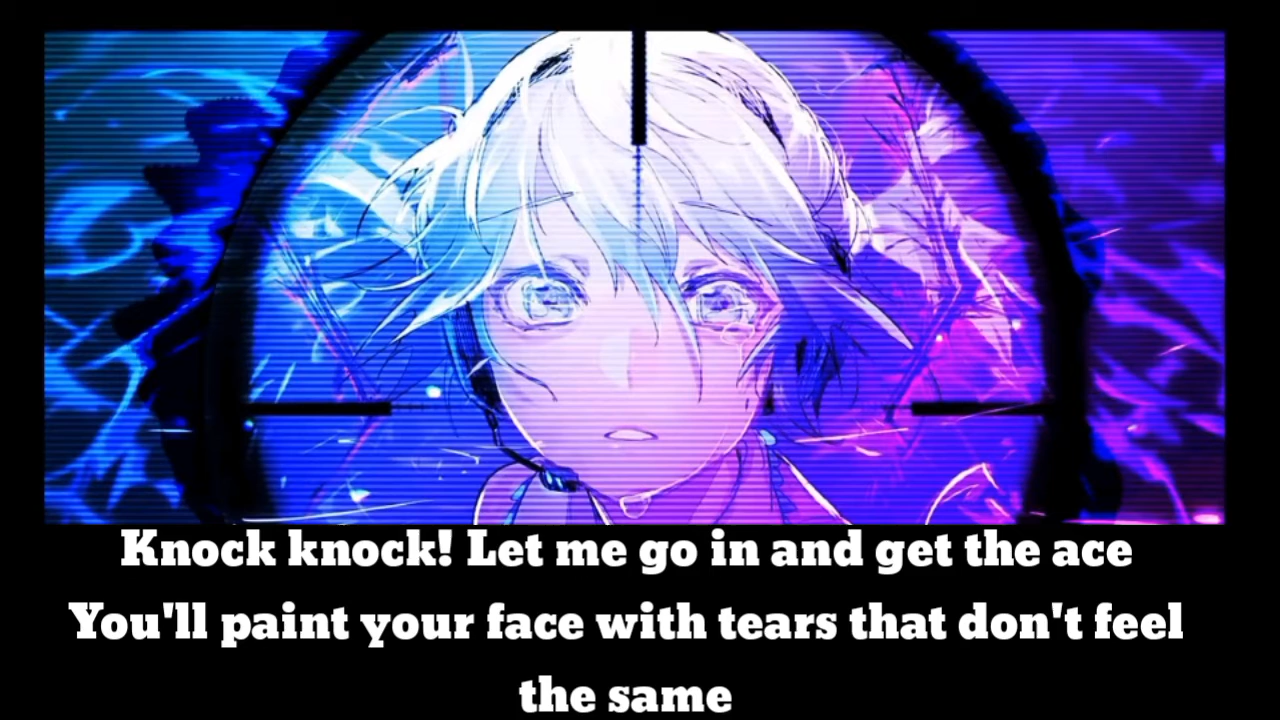 Knock knock! Let me go in and get the ace
You'll paint your face with tears that don't feel
the same